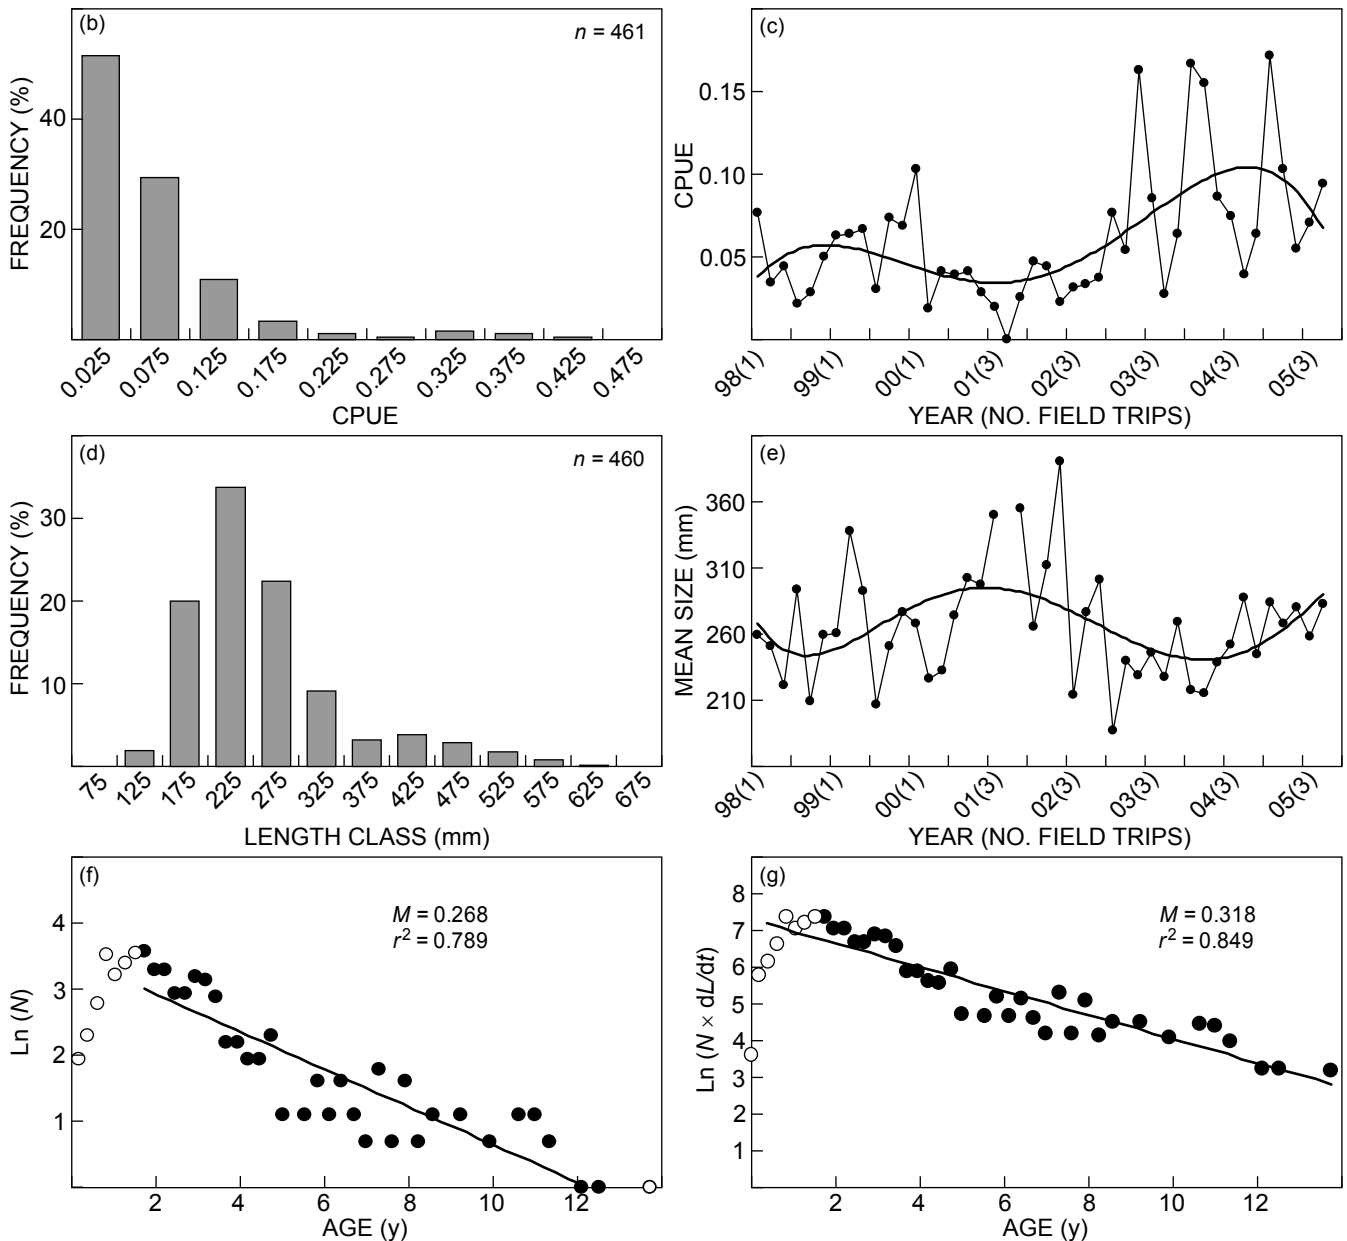 (b)
n = 461
FREQUENCY (%)
40
20
0.025 0.075 0.125 0.175 0.225 0.275 0.325 0.375 0.425 0.475
CPUE
(c)
CPUE
0.15
0.10
0.05
98(1) 99(1) 00(1) 01(3) 02(3) 03(3) 04(3) 05(3)
YEAR (NO. FIELD TRIPS)
(d)
n = 460
FREQUENCY (%)
30
20
10
75 125 175 225 275 325 375 425 475 525 575 625 675
LENGTH CLASS (mm)
(e)
MEAN SIZE (mm)
360
310
260
210
98(1) 99(1) 00(1) 01(3) 02(3) 03(3) 04(3) 05(3)
YEAR (NO. FIELD TRIPS)
(f)
M = 0.268
r² = 0.789
Ln (N)
4
3
2
1
2 4 6 8 10 12
AGE (y)
(g)
M = 0.318
r² = 0.849
Ln (N × dL/dt)
8
7
6
5
4
3
2
1
2 4 6 8 10 12
AGE (y)